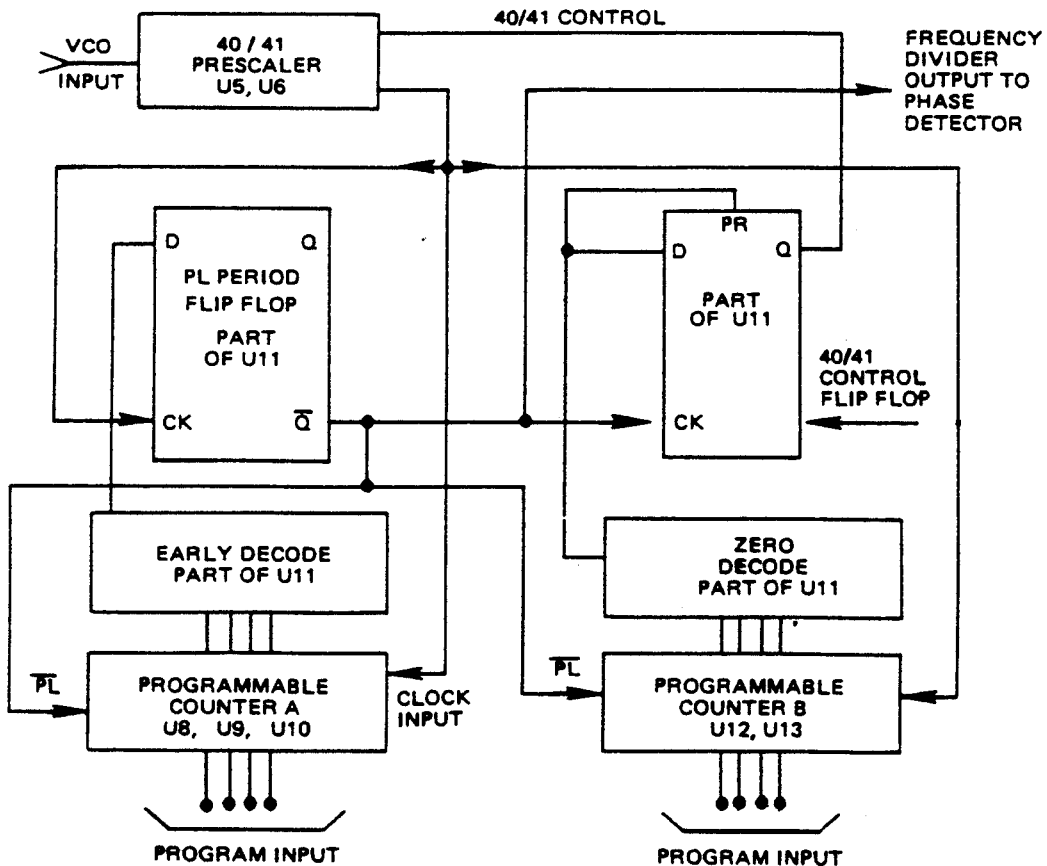 40/41 CONTROL
VCO
INPUT
40 / 41
PRESCALER
U5, U6
FREQUENCY
DIVIDER
OUTPUT TO
PHASE
DETECTOR
D Q
PL PERIOD
FLIP FLOP
PART
OF U11
CK Q̅
PR
D Q
PART
OF U11
CK
40/41
CONTROL
FLIP FLOP
EARLY DECODE
PART OF U11
ZERO
DECODE
PART OF U11
P̅L̅
PROGRAMMABLE
COUNTER A
U8, U9, U10
CLOCK
INPUT
P̅L̅
PROGRAMMABLE
COUNTER B
U12, U13
PROGRAM INPUT
PROGRAM INPUT